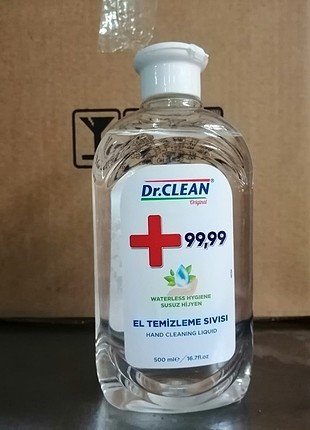 Dr.CLEAN®
Original
99,99
WATERLESS HYGIENE
SUSUZ HİJYEN
EL TEMİZLEME SIVISI
HAND CLEANING LIQUID
500 ml℮/16.7fl.oz